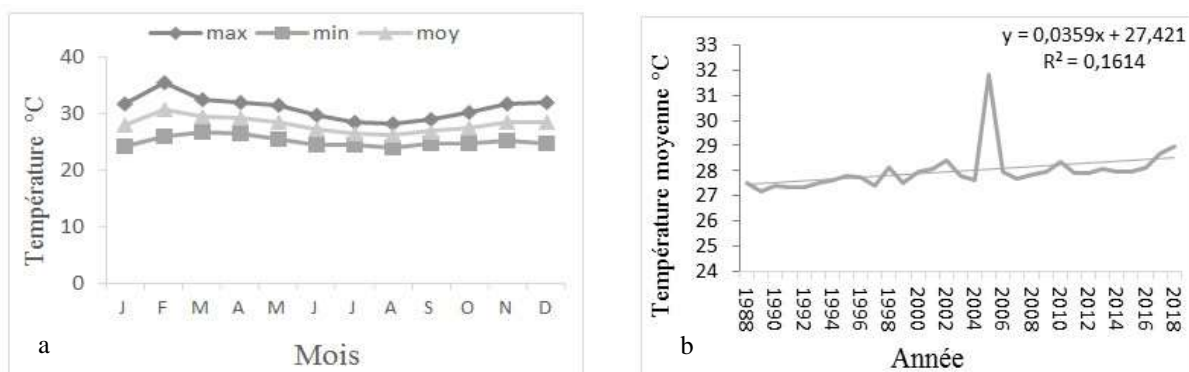 max min moy
Température °C
40
30
20
10
0
J F M A M J J A S O N D
Mois
a
y = 0,0359x + 27,421
R² = 0,1614
Température moyenne °C
33
32
31
30
29
28
27
26
25
24
1988 1990 1992 1994 1996 1998 2000 2002 2004 2006 2008 2010 2012 2014 2016 2018
Année
b